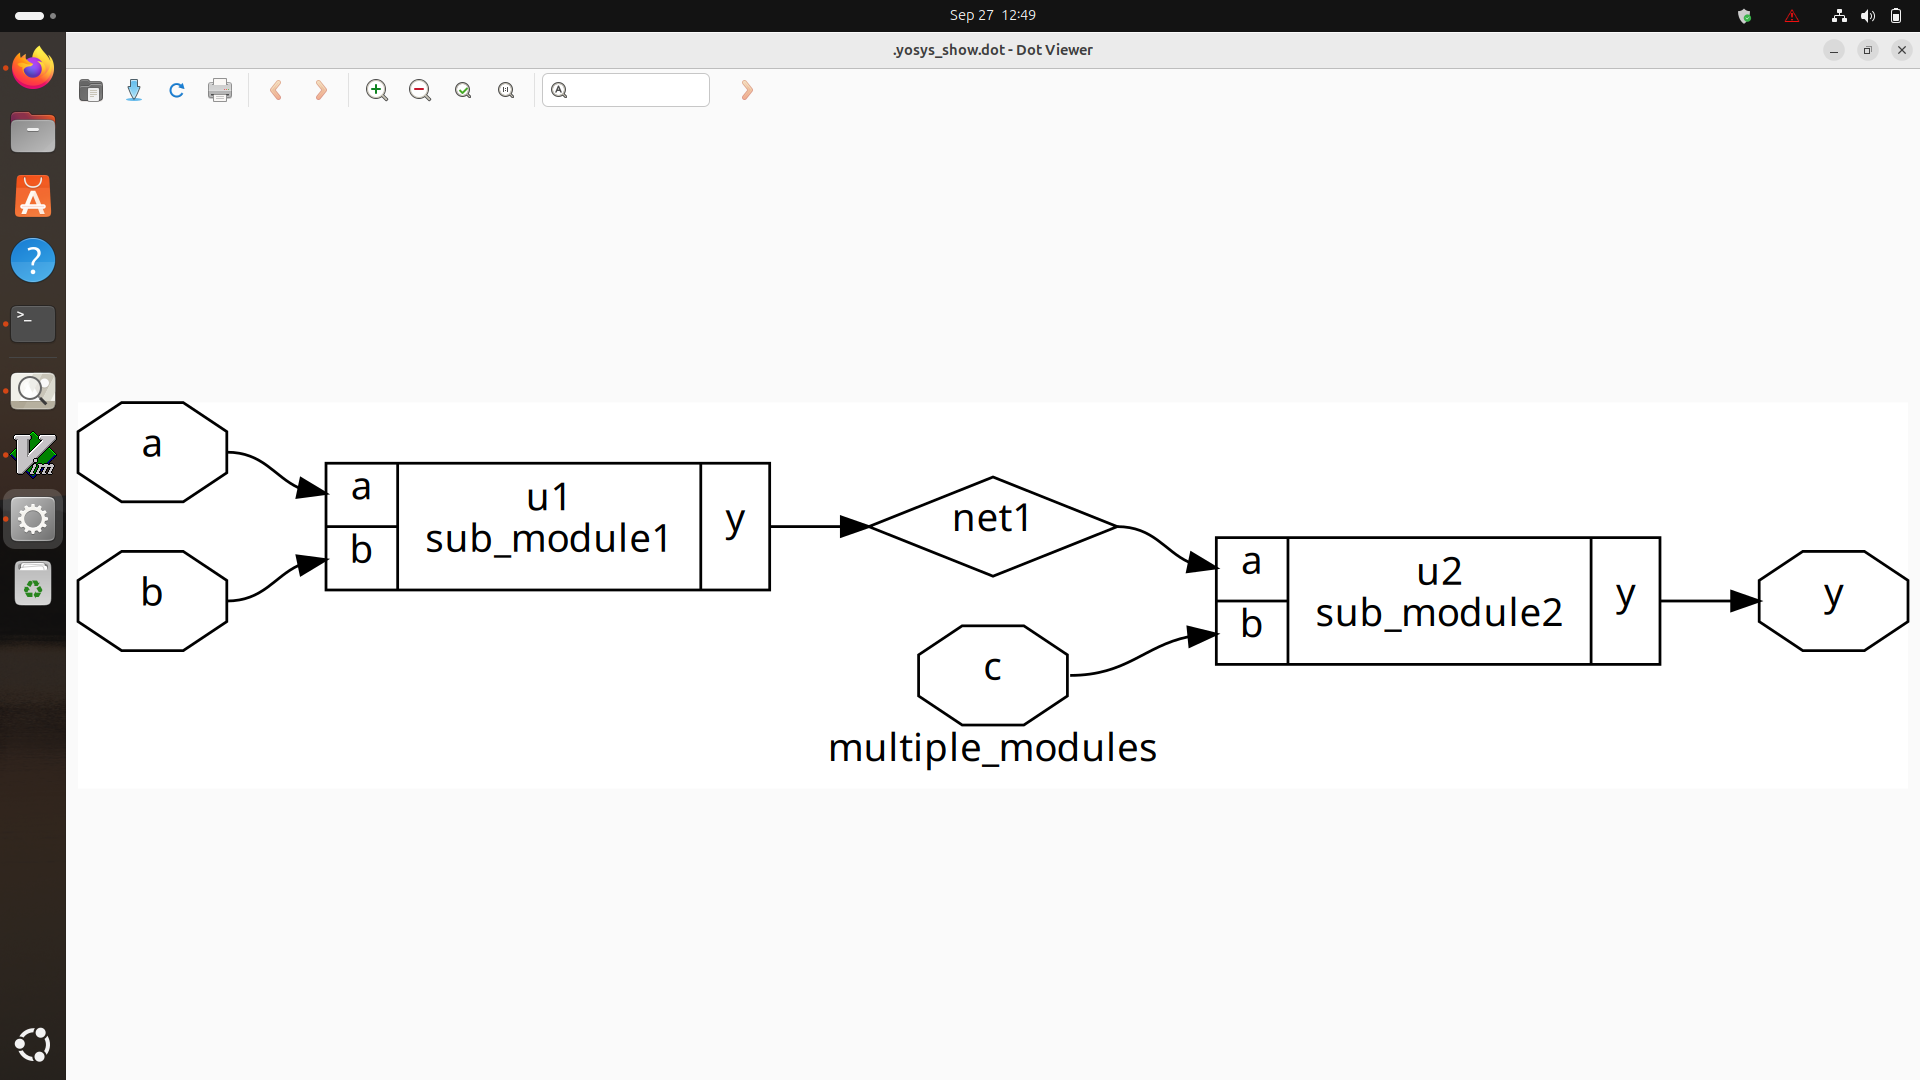 Sep 27 12:49
.yosys_show.dot - Dot Viewer
a
b
a
b
u1
sub_module1
y
net1
c
a
b
u2
sub_module2
y
y
multiple_modules